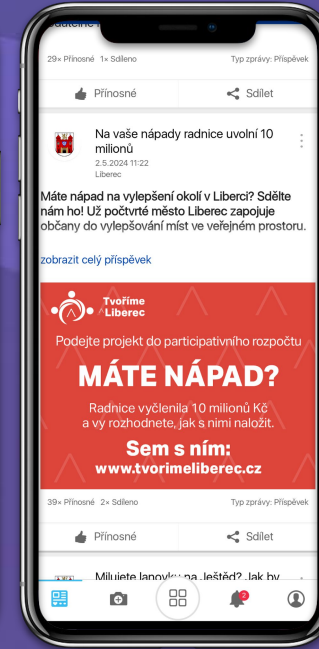 29× Přínosné 1× Sdíleno
Typ zprávy: Příspěvek
Přínosné
Sdílet
Na vaše nápady radnice uvolní 10
milionů
2.5.2024 11:22
Liberec
Máte nápad na vylepšení okolí v Liberci? Sdělte
nám ho! Už počtvrté město Liberec zapojuje
občany do vylepšování míst ve veřejném prostoru.
zobrazit celý příspěvek
Tvoříme
Liberec
Podejte projekt do participativního rozpočtu
MÁTE NÁPAD?
Radnice vyčlenila 10 milionů Kč
a vy rozhodnete, jak s nimi naložit.
Sem s ním:
www.tvorimeliberec.cz
39× Přínosné 2× Sdíleno
Typ zprávy: Příspěvek
Přínosné
Sdílet
Milujete lanovku na Ještěd? Jak by
2